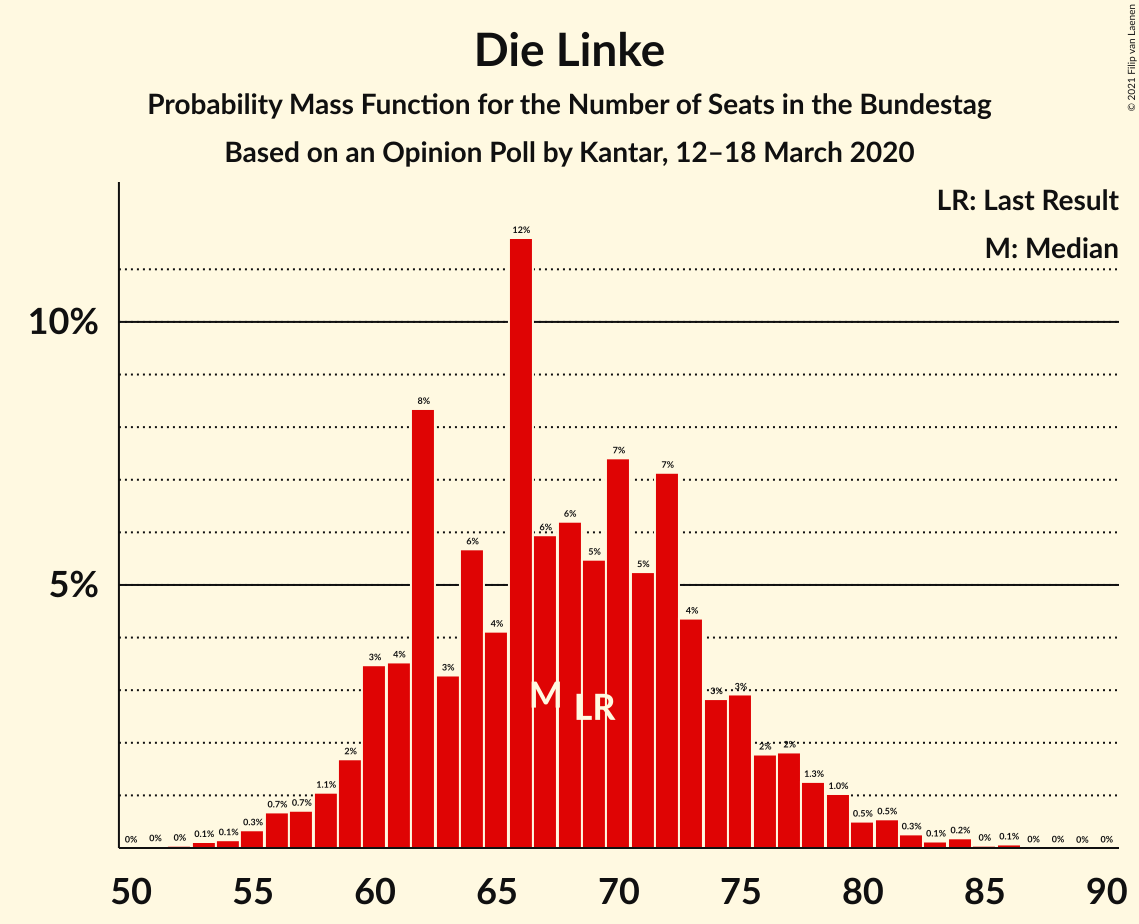 Die Linke
Probability Mass Function for the Number of Seats in the Bundestag
Based on an Opinion Poll by Kantar, 12–18 March 2020
© 2021 Filip van Laenen
LR: Last Result
M: Median
10%
5%
0% 0% 0% 0.1% 0.1% 0.3% 0.7% 0.7% 1.1% 2% 3% 4% 8% 3% 6% 4% 12% 6% 6% 5% 7% 5% 7% 4% 3% 3% 2% 2% 1.3% 1.0% 0.5% 0.5% 0.3% 0.1% 0.2% 0% 0.1% 0% 0% 0% 0%
M LR
50 55 60 65 70 75 80 85 90